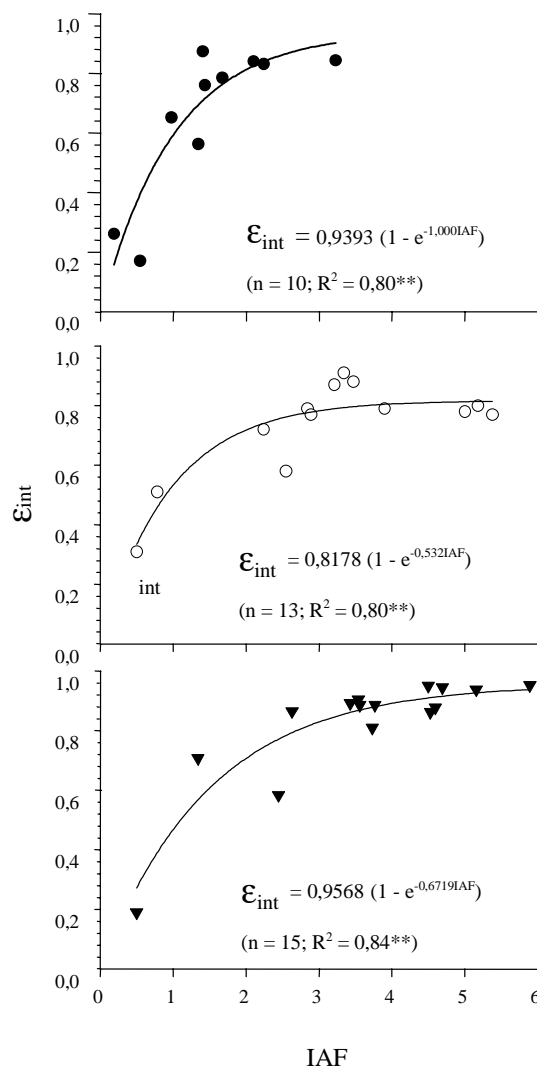 1,0
0,8
0,6
0,4
0,2
0,0
εint = 0,9393 (1 - e-1,000IAF)
(n = 10; R2 = 0,80**)
1,0
0,8
0,6
0,4
0,2
0,0
εint
int
εint = 0,8178 (1 - e-0,532IAF)
(n = 13; R2 = 0,80**)
1,0
0,8
0,6
0,4
0,2
0,0
εint = 0,9568 (1 - e-0,6719IAF)
(n = 15; R2 = 0,84**)
0 1 2 3 4 5 6
IAF